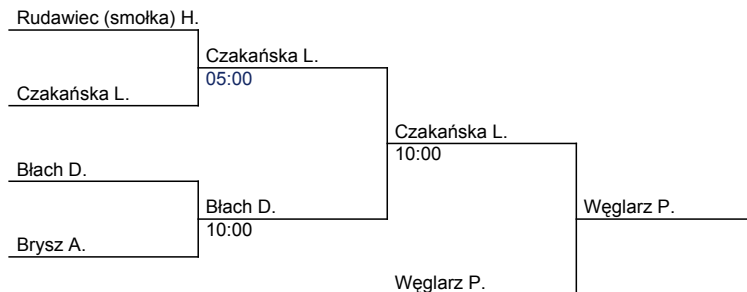 Rudawiec (smołka) H.
Czakańska L.
05:00
Czakańska L.
Czakańska L.
10:00
Błach D.
Błach D.
10:00
Węglarz P.
Brysz A.
Węglarz P.